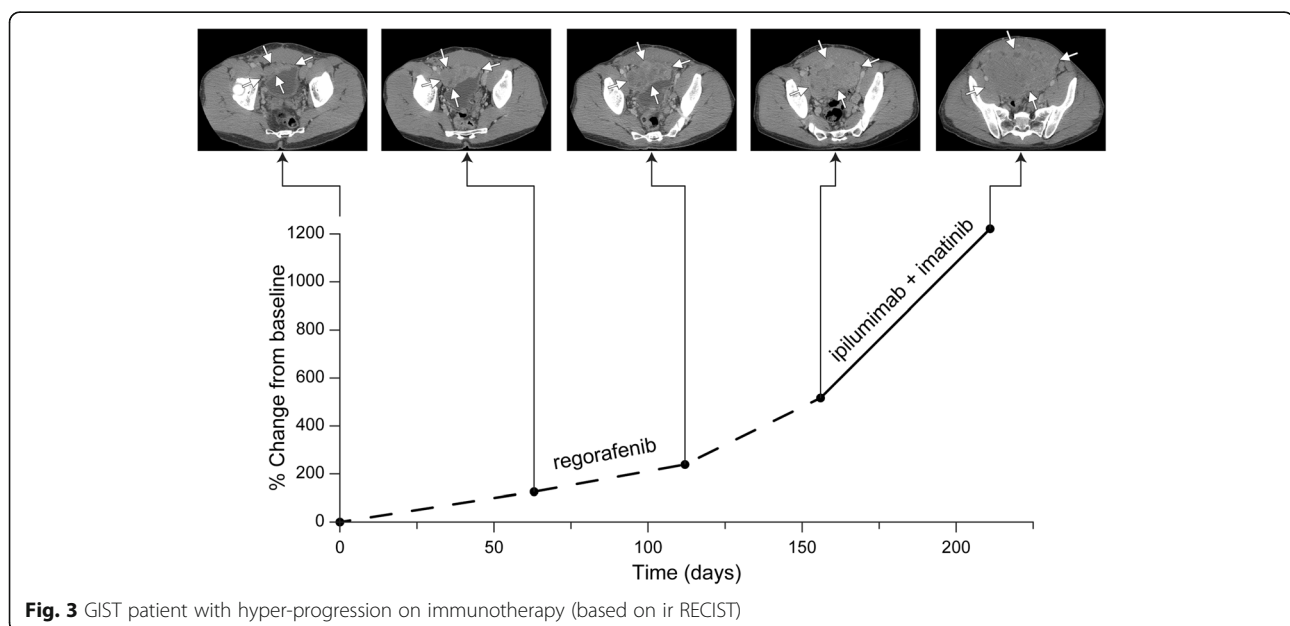 1200
1000
800
600
400
200
0
% Change from baseline
regorafenib
ipilumimab + imatinib
0
50
100
150
200
Time (days)
Fig. 3 GIST patient with hyper-progression on immunotherapy (based on ir RECIST)